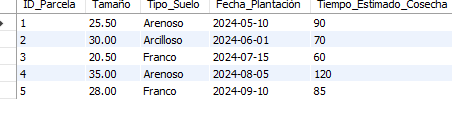 ID_Parcela Tamaño Tipo_Suelo Fecha_Plantación Tiempo_Estimado_Cosecha
1 25.50 Arenoso 2024-05-10 90
2 30.00 Arcilloso 2024-06-01 70
3 20.50 Franco 2024-07-15 60
4 35.00 Arenoso 2024-08-05 120
5 28.00 Franco 2024-09-10 85